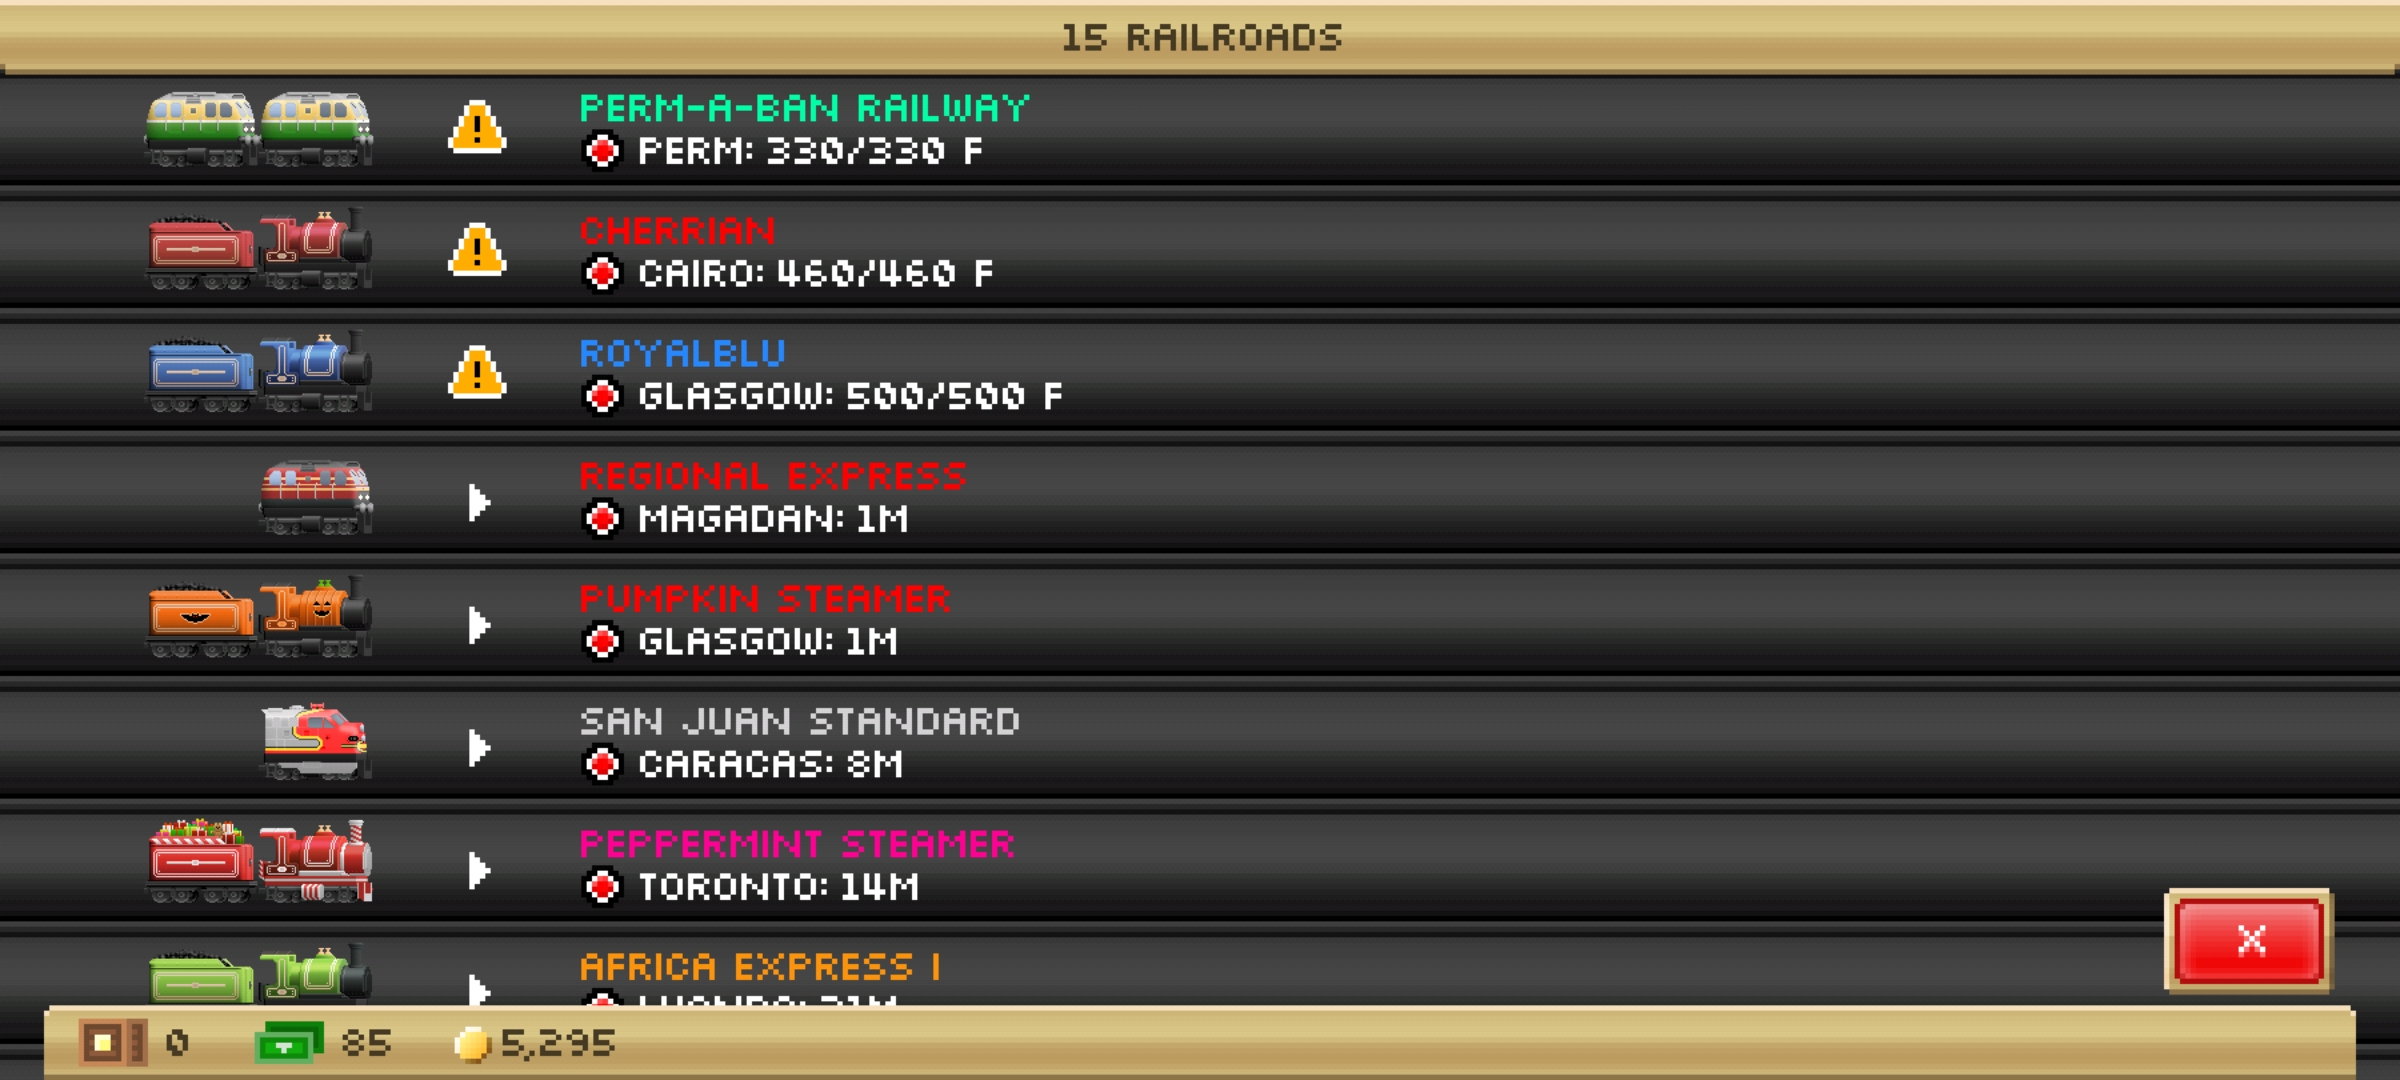 15 RAILROADS
PERM-A-BAN RAILWAY
PERM: 330/330 F
CHERRIAN
CAIRO: 460/460 F
ROYALBLU
GLASGOW: 500/500 F
REGIONAL EXPRESS
MAGADAN: 1M
PUMPKIN STEAMER
GLASGOW: 1M
SAN JUAN STANDARD
CARACAS: 8M
PEPPERMINT STEAMER
TORONTO: 14M
AFRICA EXPRESS I
X
0 85 5,295